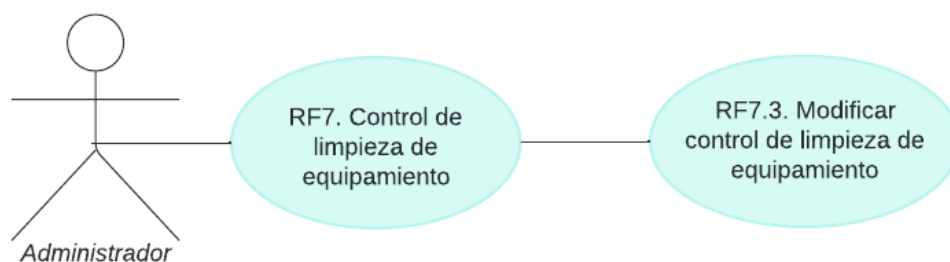 RF7. Control de
limpieza de
equipamiento
RF7.3. Modificar
control de limpieza de
equipamiento
Administrador